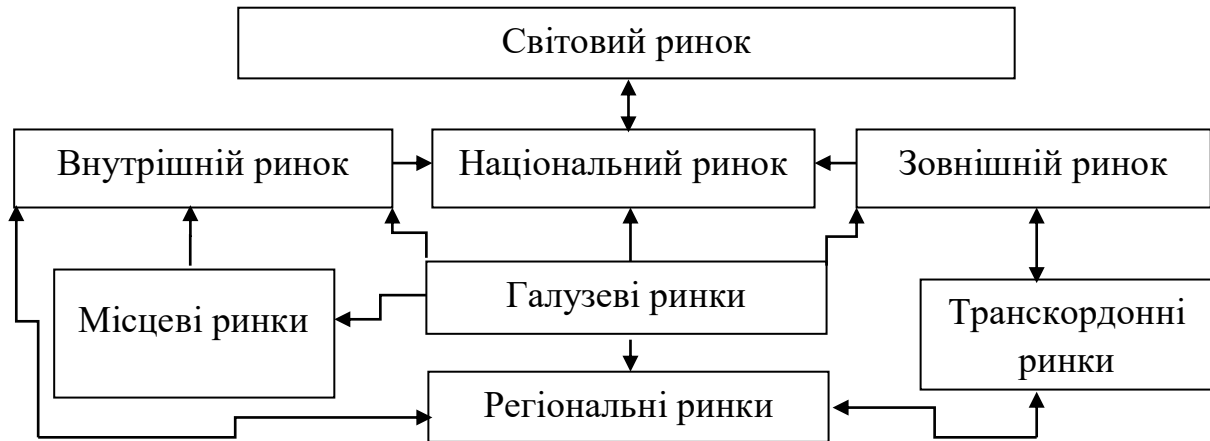 Світовий ринок
Внутрішній ринок
Національний ринок
Зовнішній ринок
Місцеві ринки
Галузеві ринки
Транскордонні
ринки
Регіональні ринки